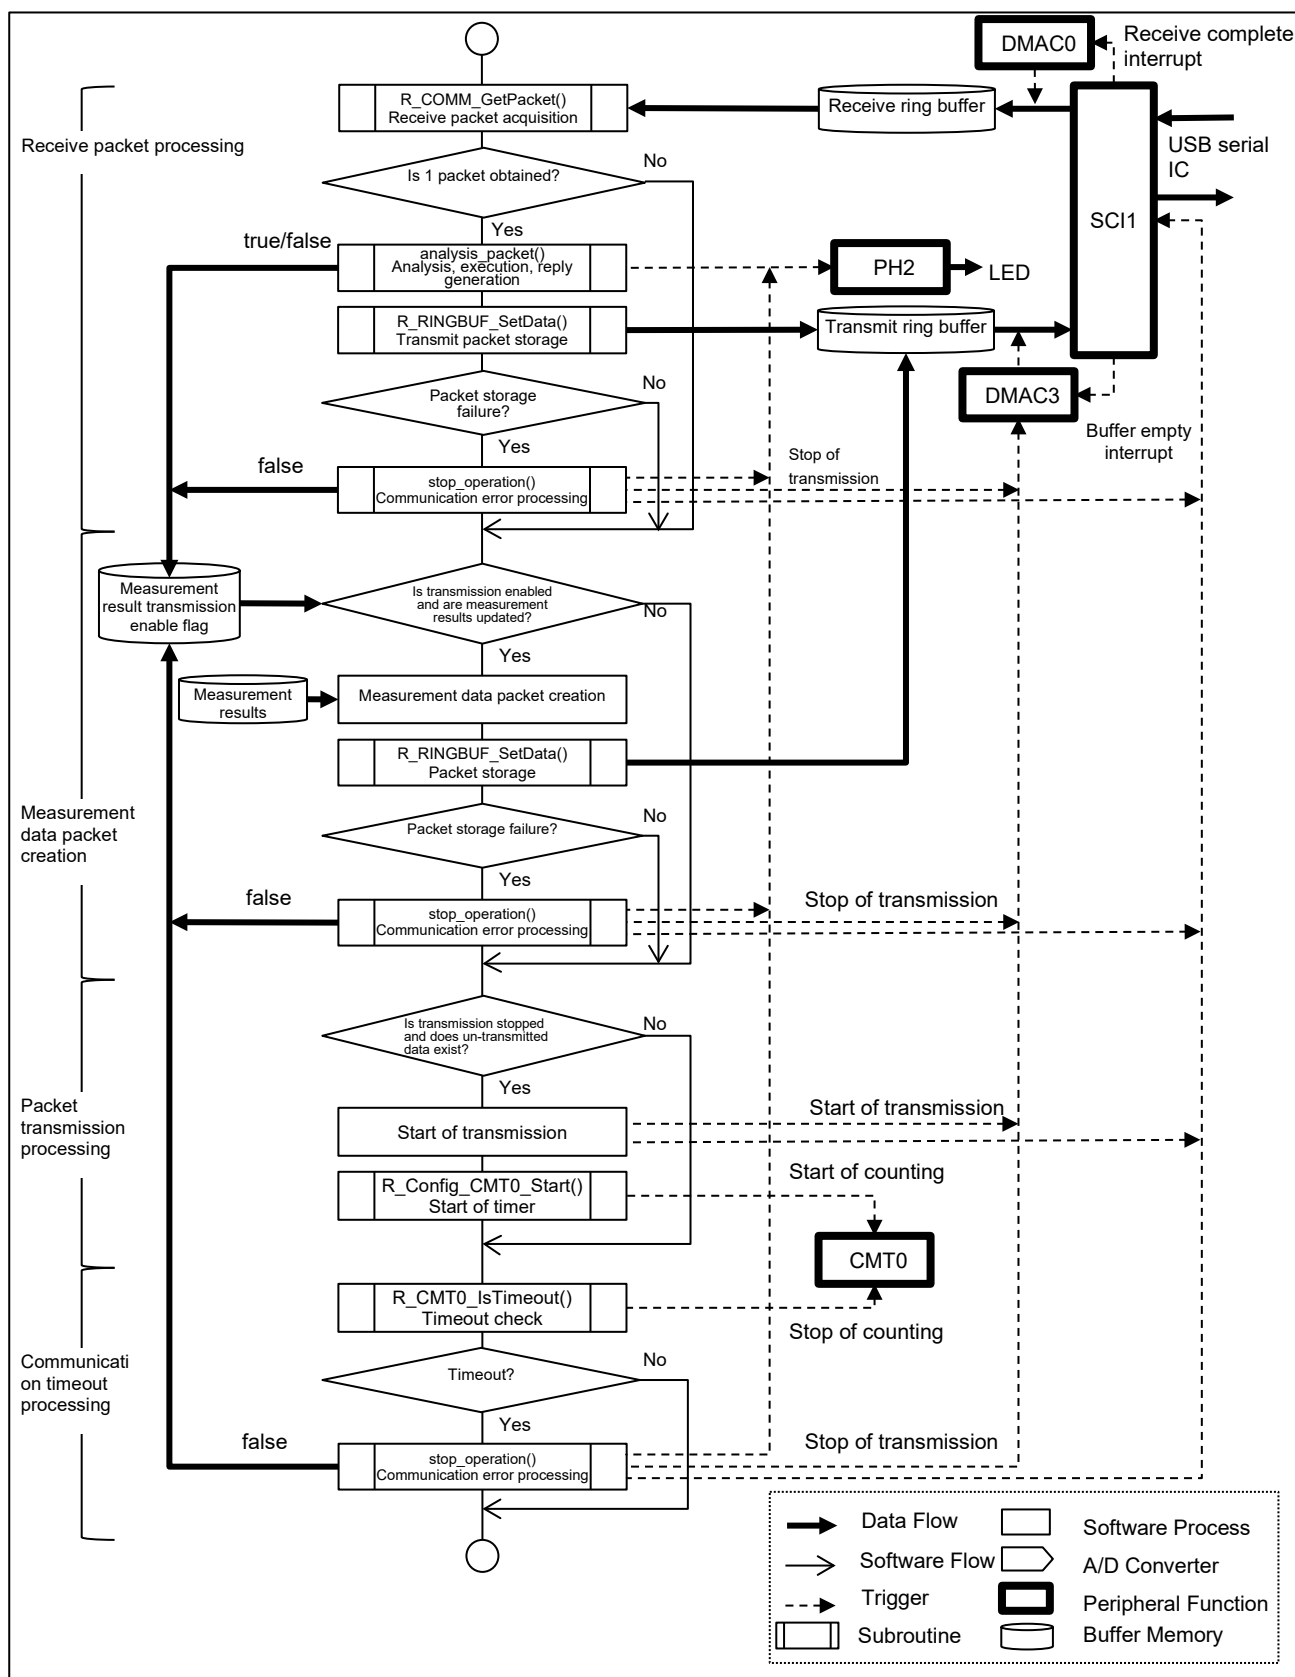 DMAC0
Receive complete
interrupt
R_COMM_GetPacket()
Receive packet acquisition
Receive ring buffer
Receive packet processing
USB serial
IC
No
Is 1 packet obtained?
Yes
SCI1
true/false
analysis_packet()
Analysis, execution, reply
generation
PH2
LED
R_RINGBUF_SetData()
Transmit packet storage
Transmit ring buffer
No
Packet storage
failure?
DMAC3
Yes
Buffer empty
interrupt
Stop of
transmission
false
stop_operation()
Communication error processing
Measurement
result transmission
enable flag
Is transmission enabled
and are measurement
results updated?
No
Yes
Measurement
results
Measurement data packet creation
R_RINGBUF_SetData()
Packet storage
Measurement
data packet
creation
No
Packet storage failure?
Yes
false
Stop of transmission
stop_operation()
Communication error processing
No
Is transmission stopped
and does un-transmitted
data exist?
Yes
Packet
transmission
processing
Start of transmission
Start of transmission
Start of counting
R_Config_CMT0_Start()
Start of timer
CMT0
R_CMT0_IsTimeout()
Timeout check
Stop of counting
Communicati
on timeout
processing
No
Timeout?
Yes
false
Stop of transmission
stop_operation()
Communication error processing
Data Flow
Software Process
Software Flow
A/D Converter
Trigger
Peripheral Function
Subroutine
Buffer Memory